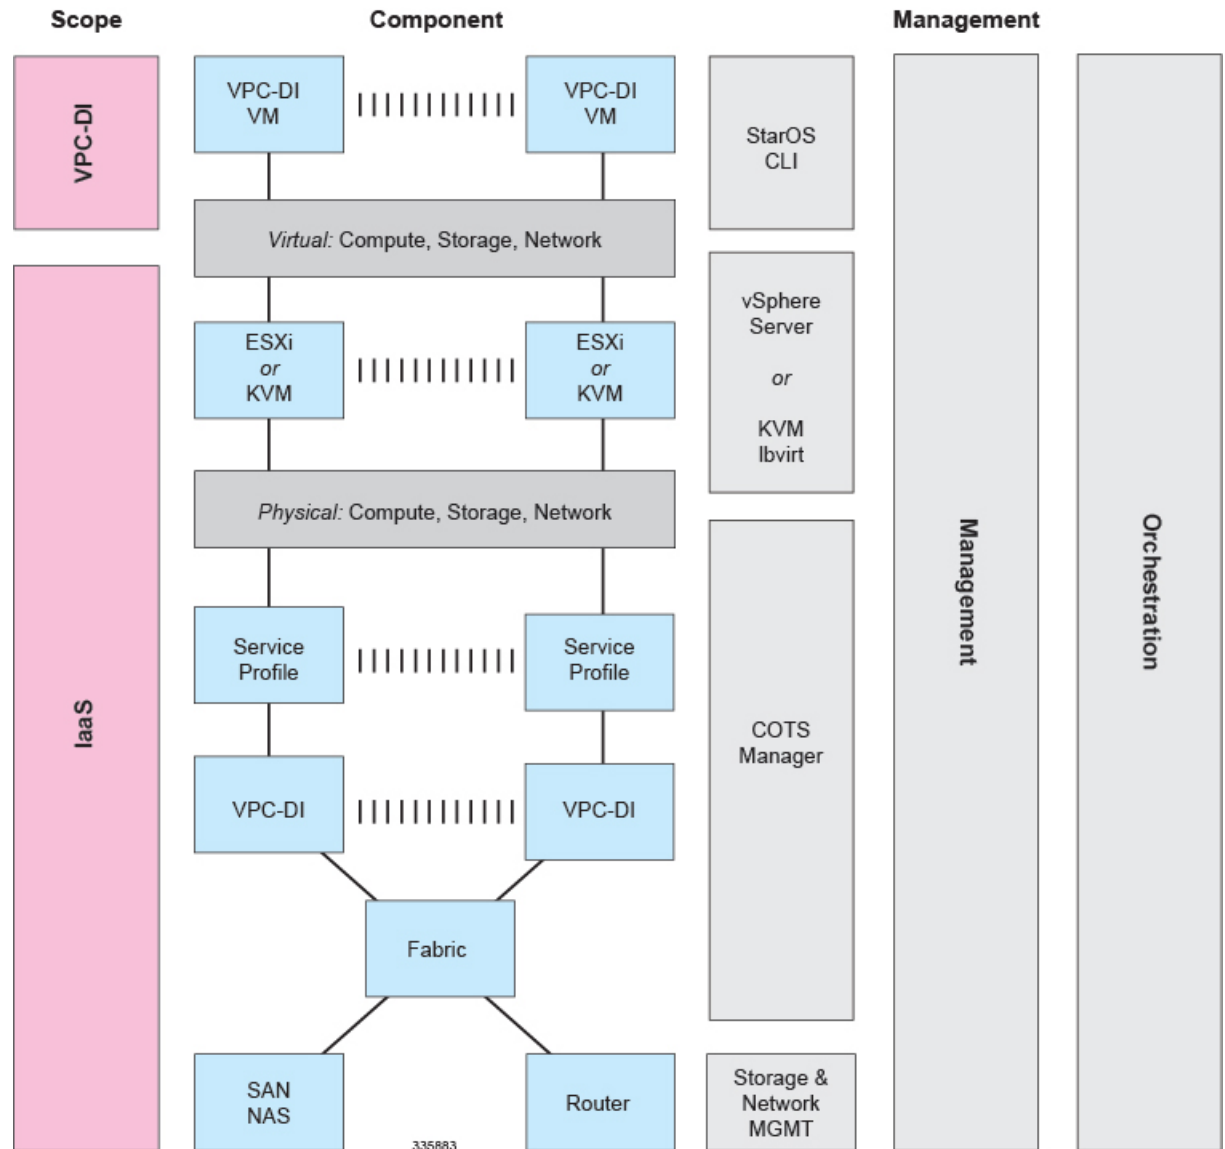 Scope
Component
Management
VPC-DI
VPC-DI
VM
VPC-DI
VM
StarOS
CLI
Virtual: Compute, Storage, Network
IaaS
ESXi
or
KVM
ESXi
or
KVM
vSphere
Server
or
KVM
lbvirt
Physical: Compute, Storage, Network
Management
Orchestration
Service
Profile
Service
Profile
COTS
Manager
VPC-DI
VPC-DI
Fabric
SAN
NAS
Router
Storage &
Network
MGMT
335883